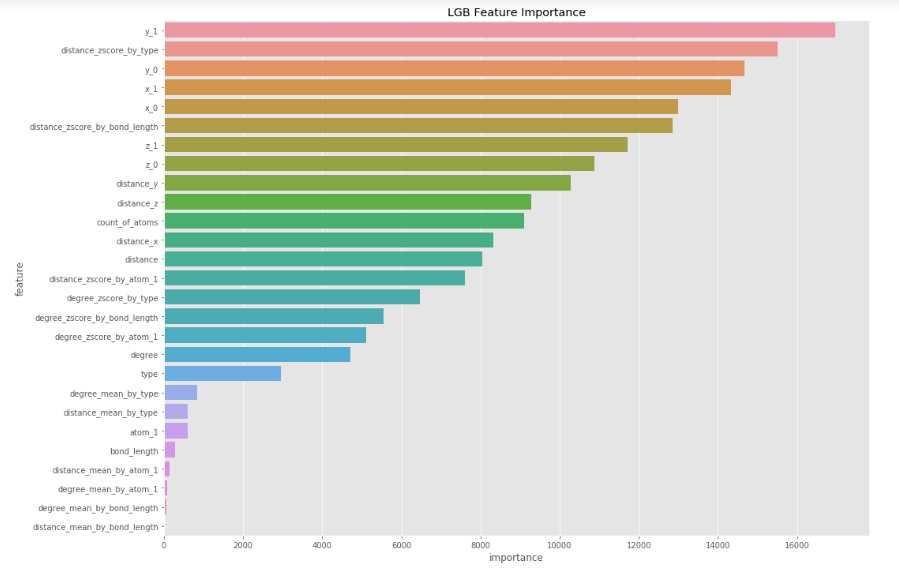 LGB Feature Importance
y_1
distance_zscore_by_type
y_0
x_1
x_0
distance_zscore_by_bond_length
z_1
z_0
distance_y
distance_z
count_of_atoms
distance_x
distance
distance_zscore_by_atom_1
degree_zscore_by_type
degree_zscore_by_bond_length
degree_zscore_by_atom_1
degree
type
degree_mean_by_type
distance_mean_by_type
atom_1
bond_length
distance_mean_by_atom_1
degree_mean_by_atom_1
degree_mean_by_bond_length
distance_mean_by_bond_length
feature
0 2000 4000 6000 8000 10000 12000 14000 16000
importance